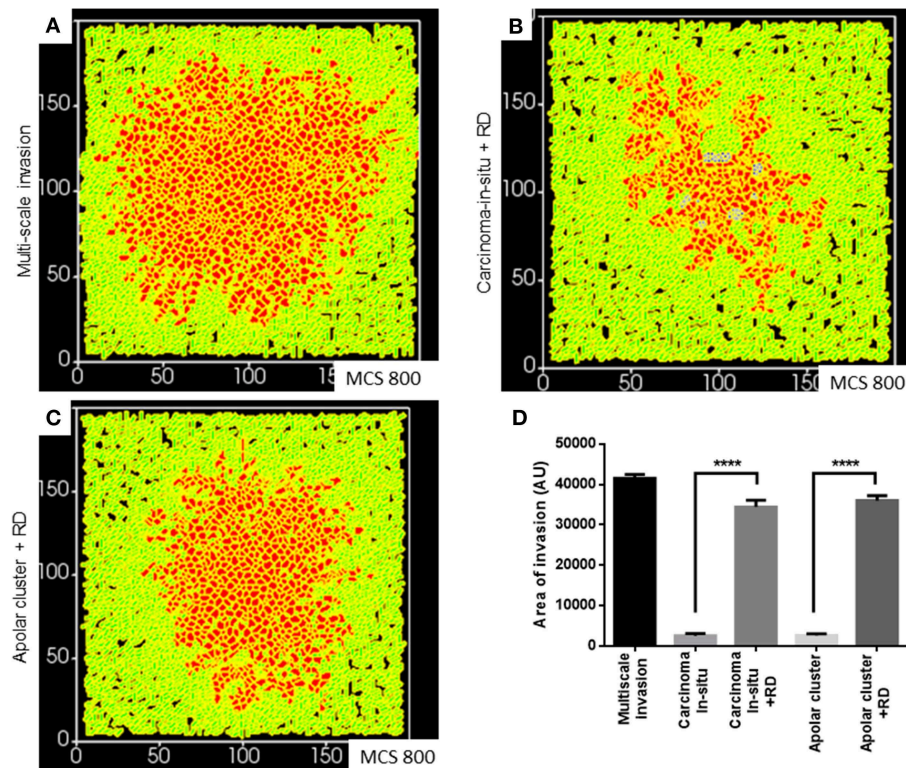 A
Multi-scale invasion
150
100
50
0
0
50
100
15
MCS 800
B
Carcinoma-in-situ + RD
150
100
50
0
0
50
100
150
MCS 800
C
Apolar cluster + RD
150
100
50
0
0
50
100
150
MCS 800
D
Area of invasion (AU)
50000
40000
30000
20000
10000
0
****
****
Multiscale
Invasion
Carcinoma
In-situ
Carcinoma
In-situ
+RD
Apolar cluster
Apolar cluster
+RD